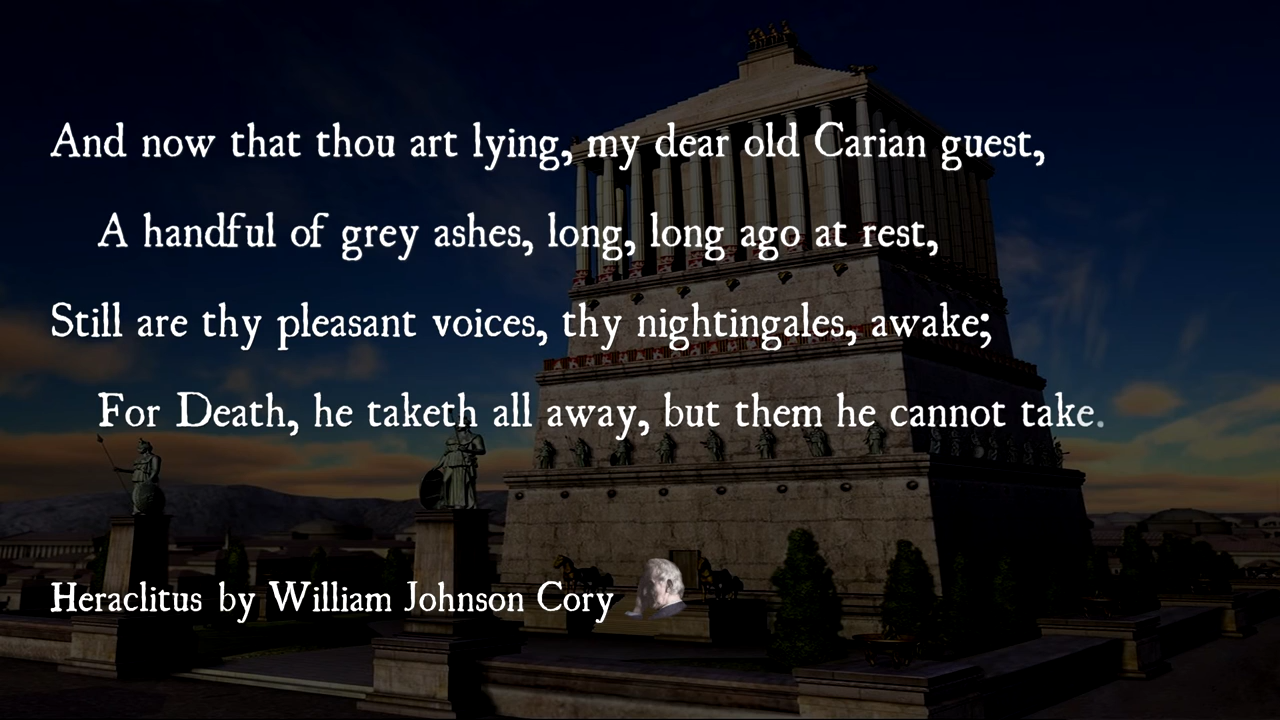 And now that thou art lying, my dear old Carian guest,
A handful of grey ashes, long, long ago at rest,
Still are thy pleasant voices, thy nightingales, awake;
For Death, he taketh all away, but them he cannot take.
Heraclitus by William Johnson Cory